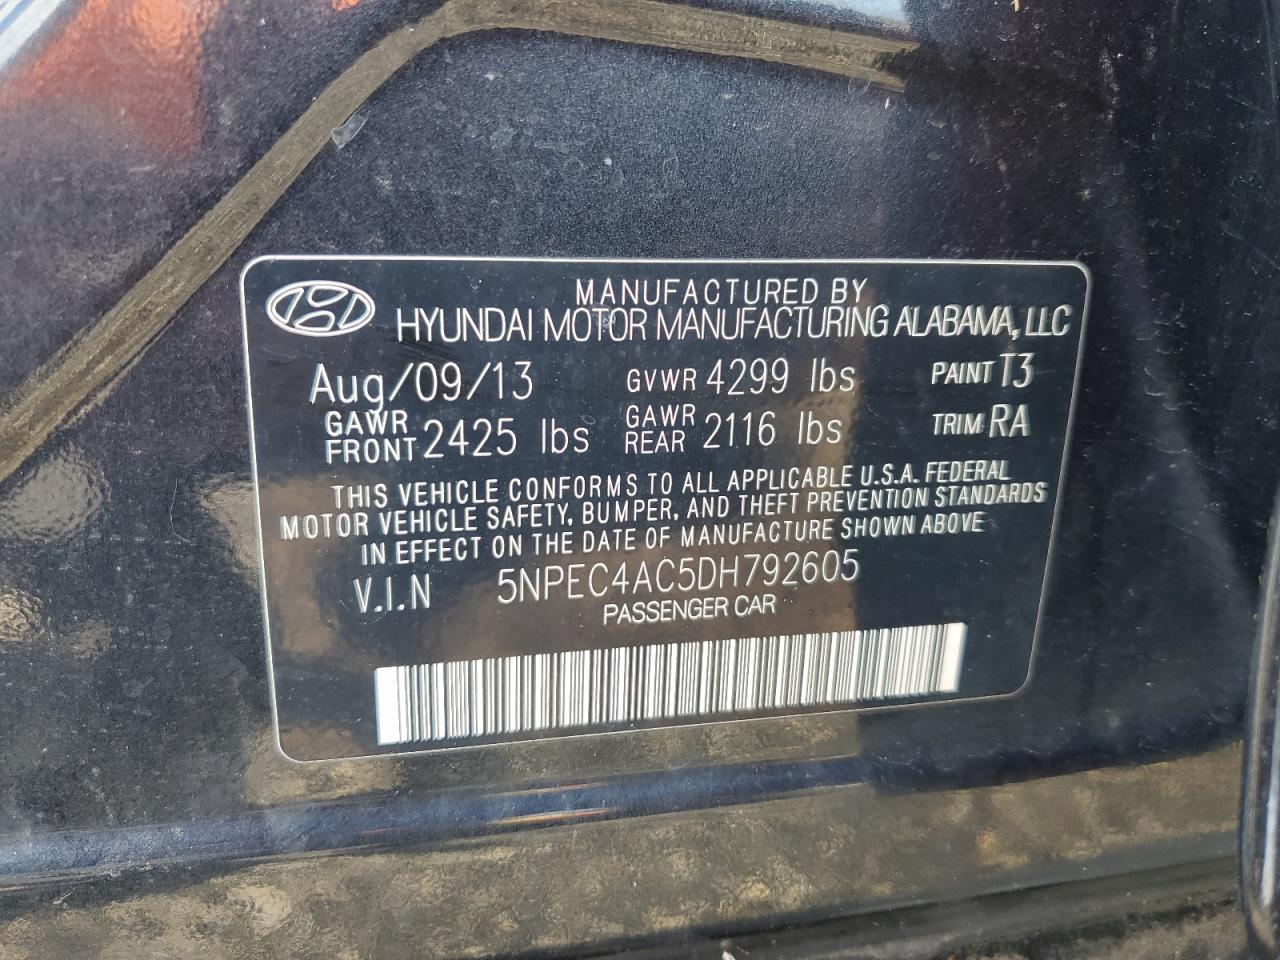 MANUFACTURED BY
HYUNDAI MOTOR MANUFACTURING ALABAMA, LLC
Aug/09/13 GVWR 4299 lbs PAINT T3
GAWR FRONT 2425 lbs GAWR REAR 2116 lbs TRIM RA
THIS VEHICLE CONFORMS TO ALL APPLICABLE U.S.A. FEDERAL
MOTOR VEHICLE SAFETY, BUMPER, AND THEFT PREVENTION STANDARDS
IN EFFECT ON THE DATE OF MANUFACTURE SHOWN ABOVE
V.I.N 5NPEC4AC5DH792605
PASSENGER CAR